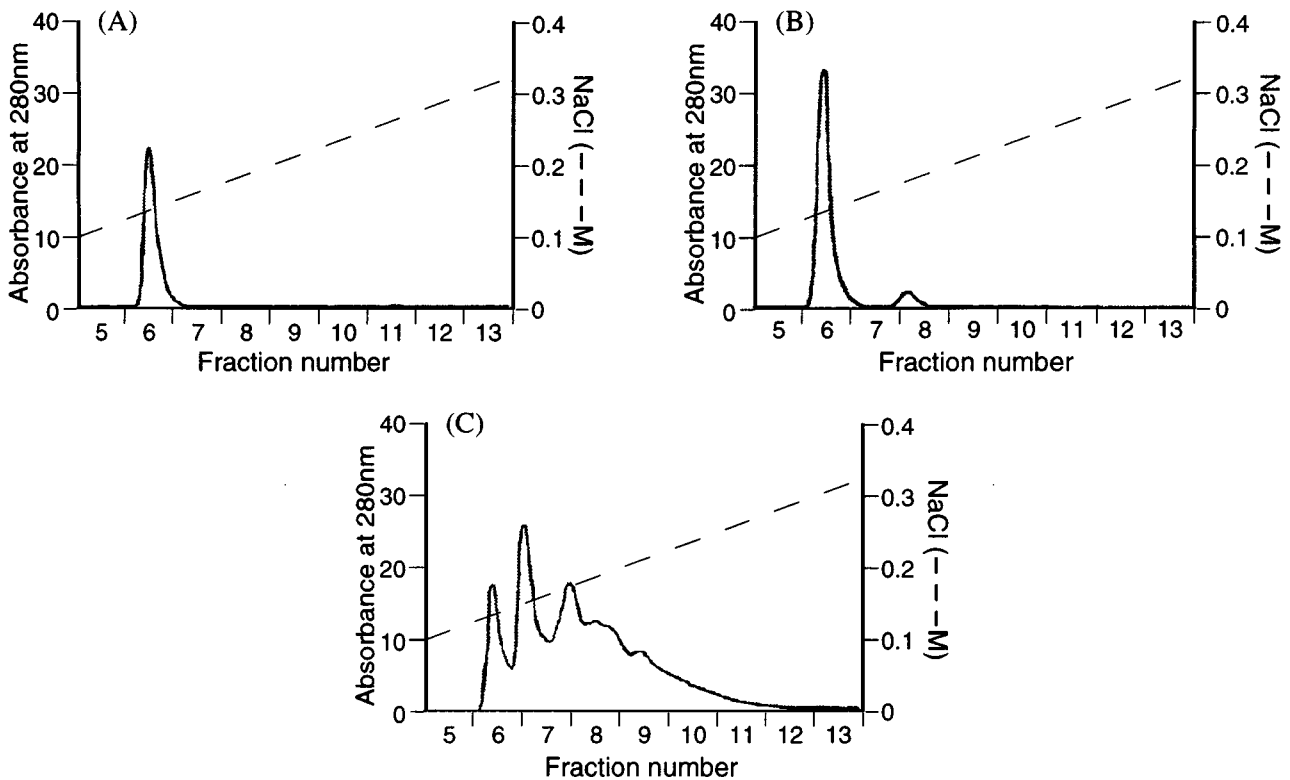 (A)
Absorbance at 280nm
40
30
20
10
0
0.4
0.3
0.2
0.1
0
NaCl (– – –M)
5 6 7 8 9 10 11 12 13
Fraction number
(B)
Absorbance at 280nm
40
30
20
10
0
0.4
0.3
0.2
0.1
0
NaCl (– – –M)
5 6 7 8 9 10 11 12 13
Fraction number
(C)
Absorbance at 280nm
40
30
20
10
0
0.4
0.3
0.2
0.1
0
NaCl (– – –M)
5 6 7 8 9 10 11 12 13
Fraction number